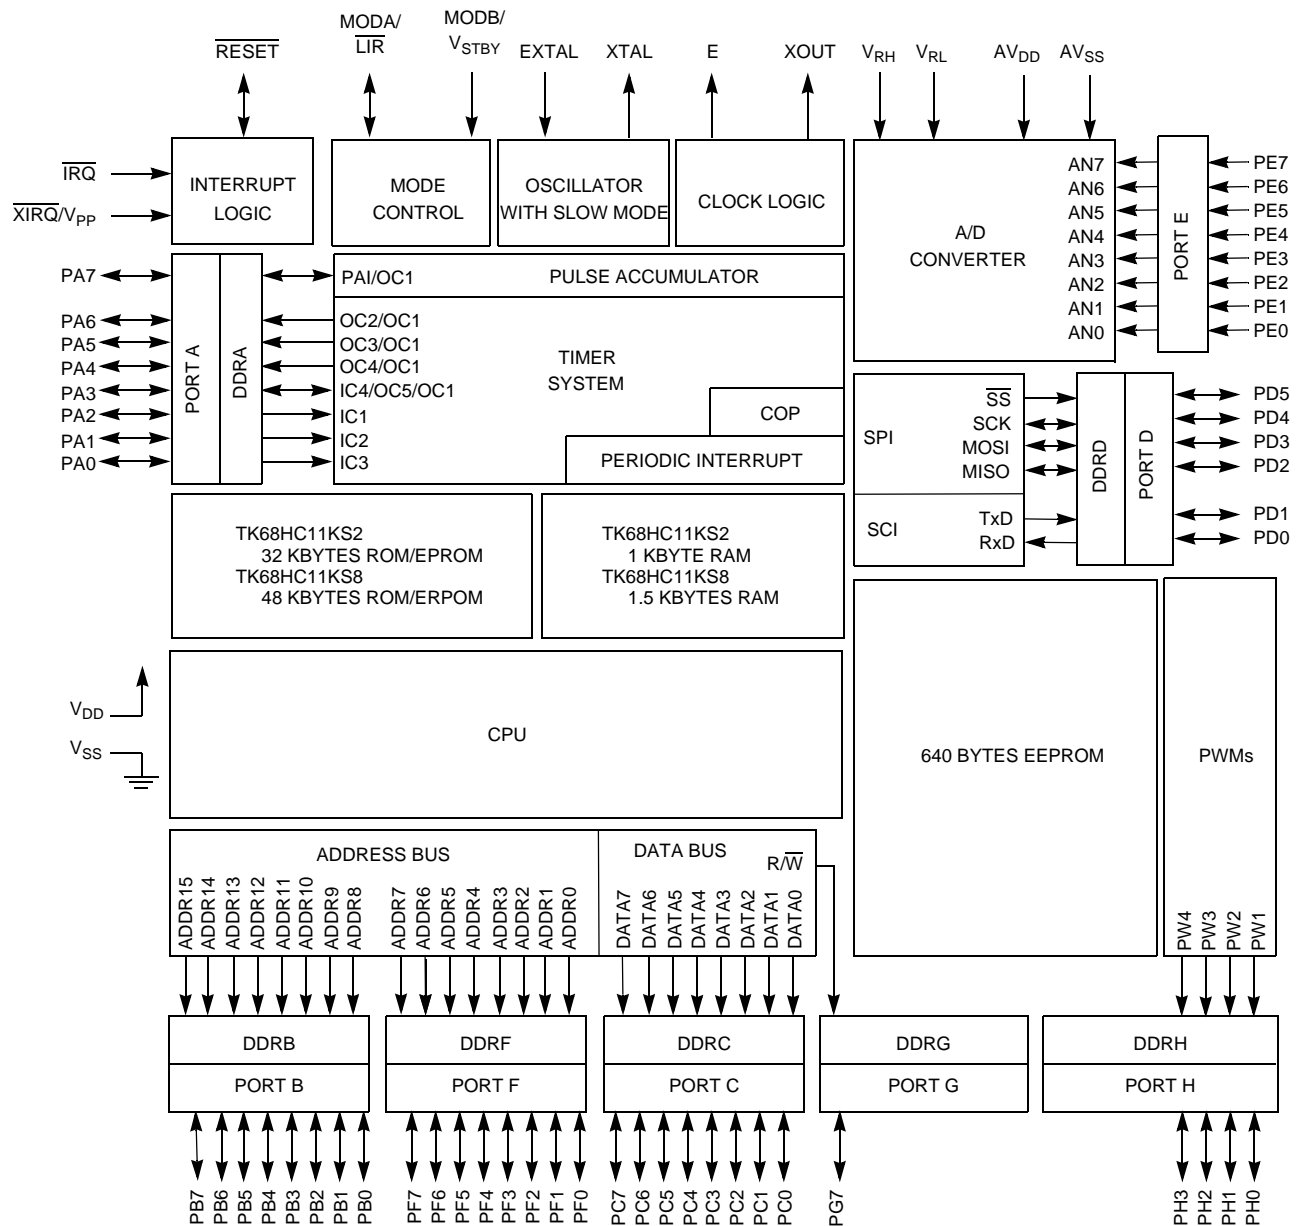 RESET
MODA/
LIR
MODB/
VSTBY
EXTAL
XTAL
E
XOUT
VRH
VRL
AVDD
AVSS
IRQ
XIRQ/VPP
INTERRUPT
LOGIC
MODE
CONTROL
OSCILLATOR
WITH SLOW MODE
CLOCK LOGIC
A/D
CONVERTER
AN7
AN6
AN5
AN4
AN3
AN2
AN1
AN0
PORT E
PE7
PE6
PE5
PE4
PE3
PE2
PE1
PE0
PA7
PA6
PA5
PA4
PA3
PA2
PA1
PA0
PORT A
DDRA
PAI/OC1
PULSE ACCUMULATOR
OC2/OC1
OC3/OC1
OC4/OC1
IC4/OC5/OC1
IC1
IC2
IC3
TIMER
SYSTEM
COP
PERIODIC INTERRUPT
SPI
SS
SCK
MOSI
MISO
SCI
TxD
RxD
DDRD
PORT D
PD5
PD4
PD3
PD2
PD1
PD0
TK68HC11KS2
32 KBYTES ROM/EPROM
TK68HC11KS8
48 KBYTES ROM/ERPOM
TK68HC11KS2
1 KBYTE RAM
TK68HC11KS8
1.5 KBYTES RAM
VDD
VSS
CPU
640 BYTES EEPROM
PWMs
PW4
PW3
PW2
PW1
ADDRESS BUS
DATA BUS
R/W
ADDR15
ADDR14
ADDR13
ADDR12
ADDR11
ADDR10
ADDR9
ADDR8
ADDR7
ADDR6
ADDR5
ADDR4
ADDR3
ADDR2
ADDR1
ADDR0
DATA7
DATA6
DATA5
DATA4
DATA3
DATA2
DATA1
DATA0
DDRB
DDRF
DDRC
DDRG
DDRH
PORT B
PORT F
PORT C
PORT G
PORT H
PB7
PB6
PB5
PB4
PB3
PB2
PB1
PB0
PF7
PF6
PF5
PF4
PF3
PF2
PF1
PF0
PC7
PC6
PC5
PC4
PC3
PC2
PC1
PC0
PG7
PH3
PH2
PH1
PH0